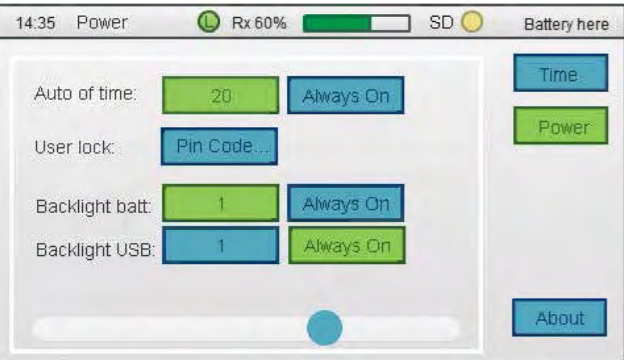 14:35 Power L Rx 60% SD Battery here
Auto of time: 20 Always On Time
Power
User lock: Pin Code...
Backlight batt: 1 Always On
Backlight USB: 1 Always On
About